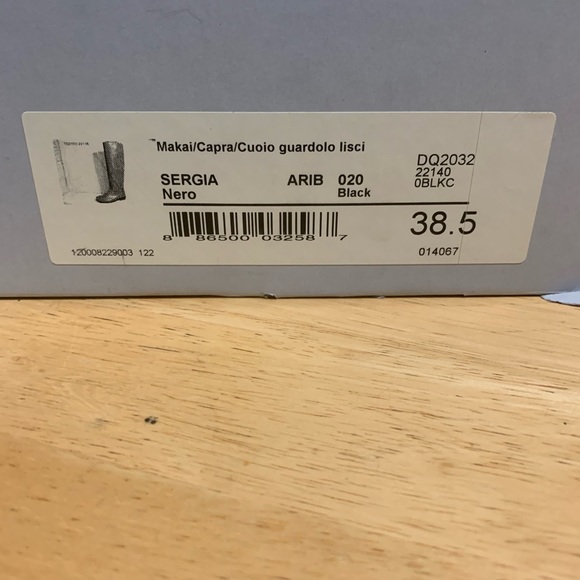 Makai/Capra/Cuoio guardolo lisci
DQ2032
22140
SERGIA ARIB 020 0BLKC
Nero Black
8 86500 03258 7
38.5
120008229003 122
014067